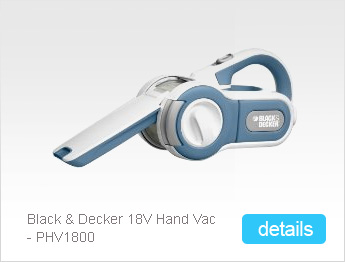 BLACK&
DECKER
Black & Decker 18V Hand Vac
- PHV1800
details